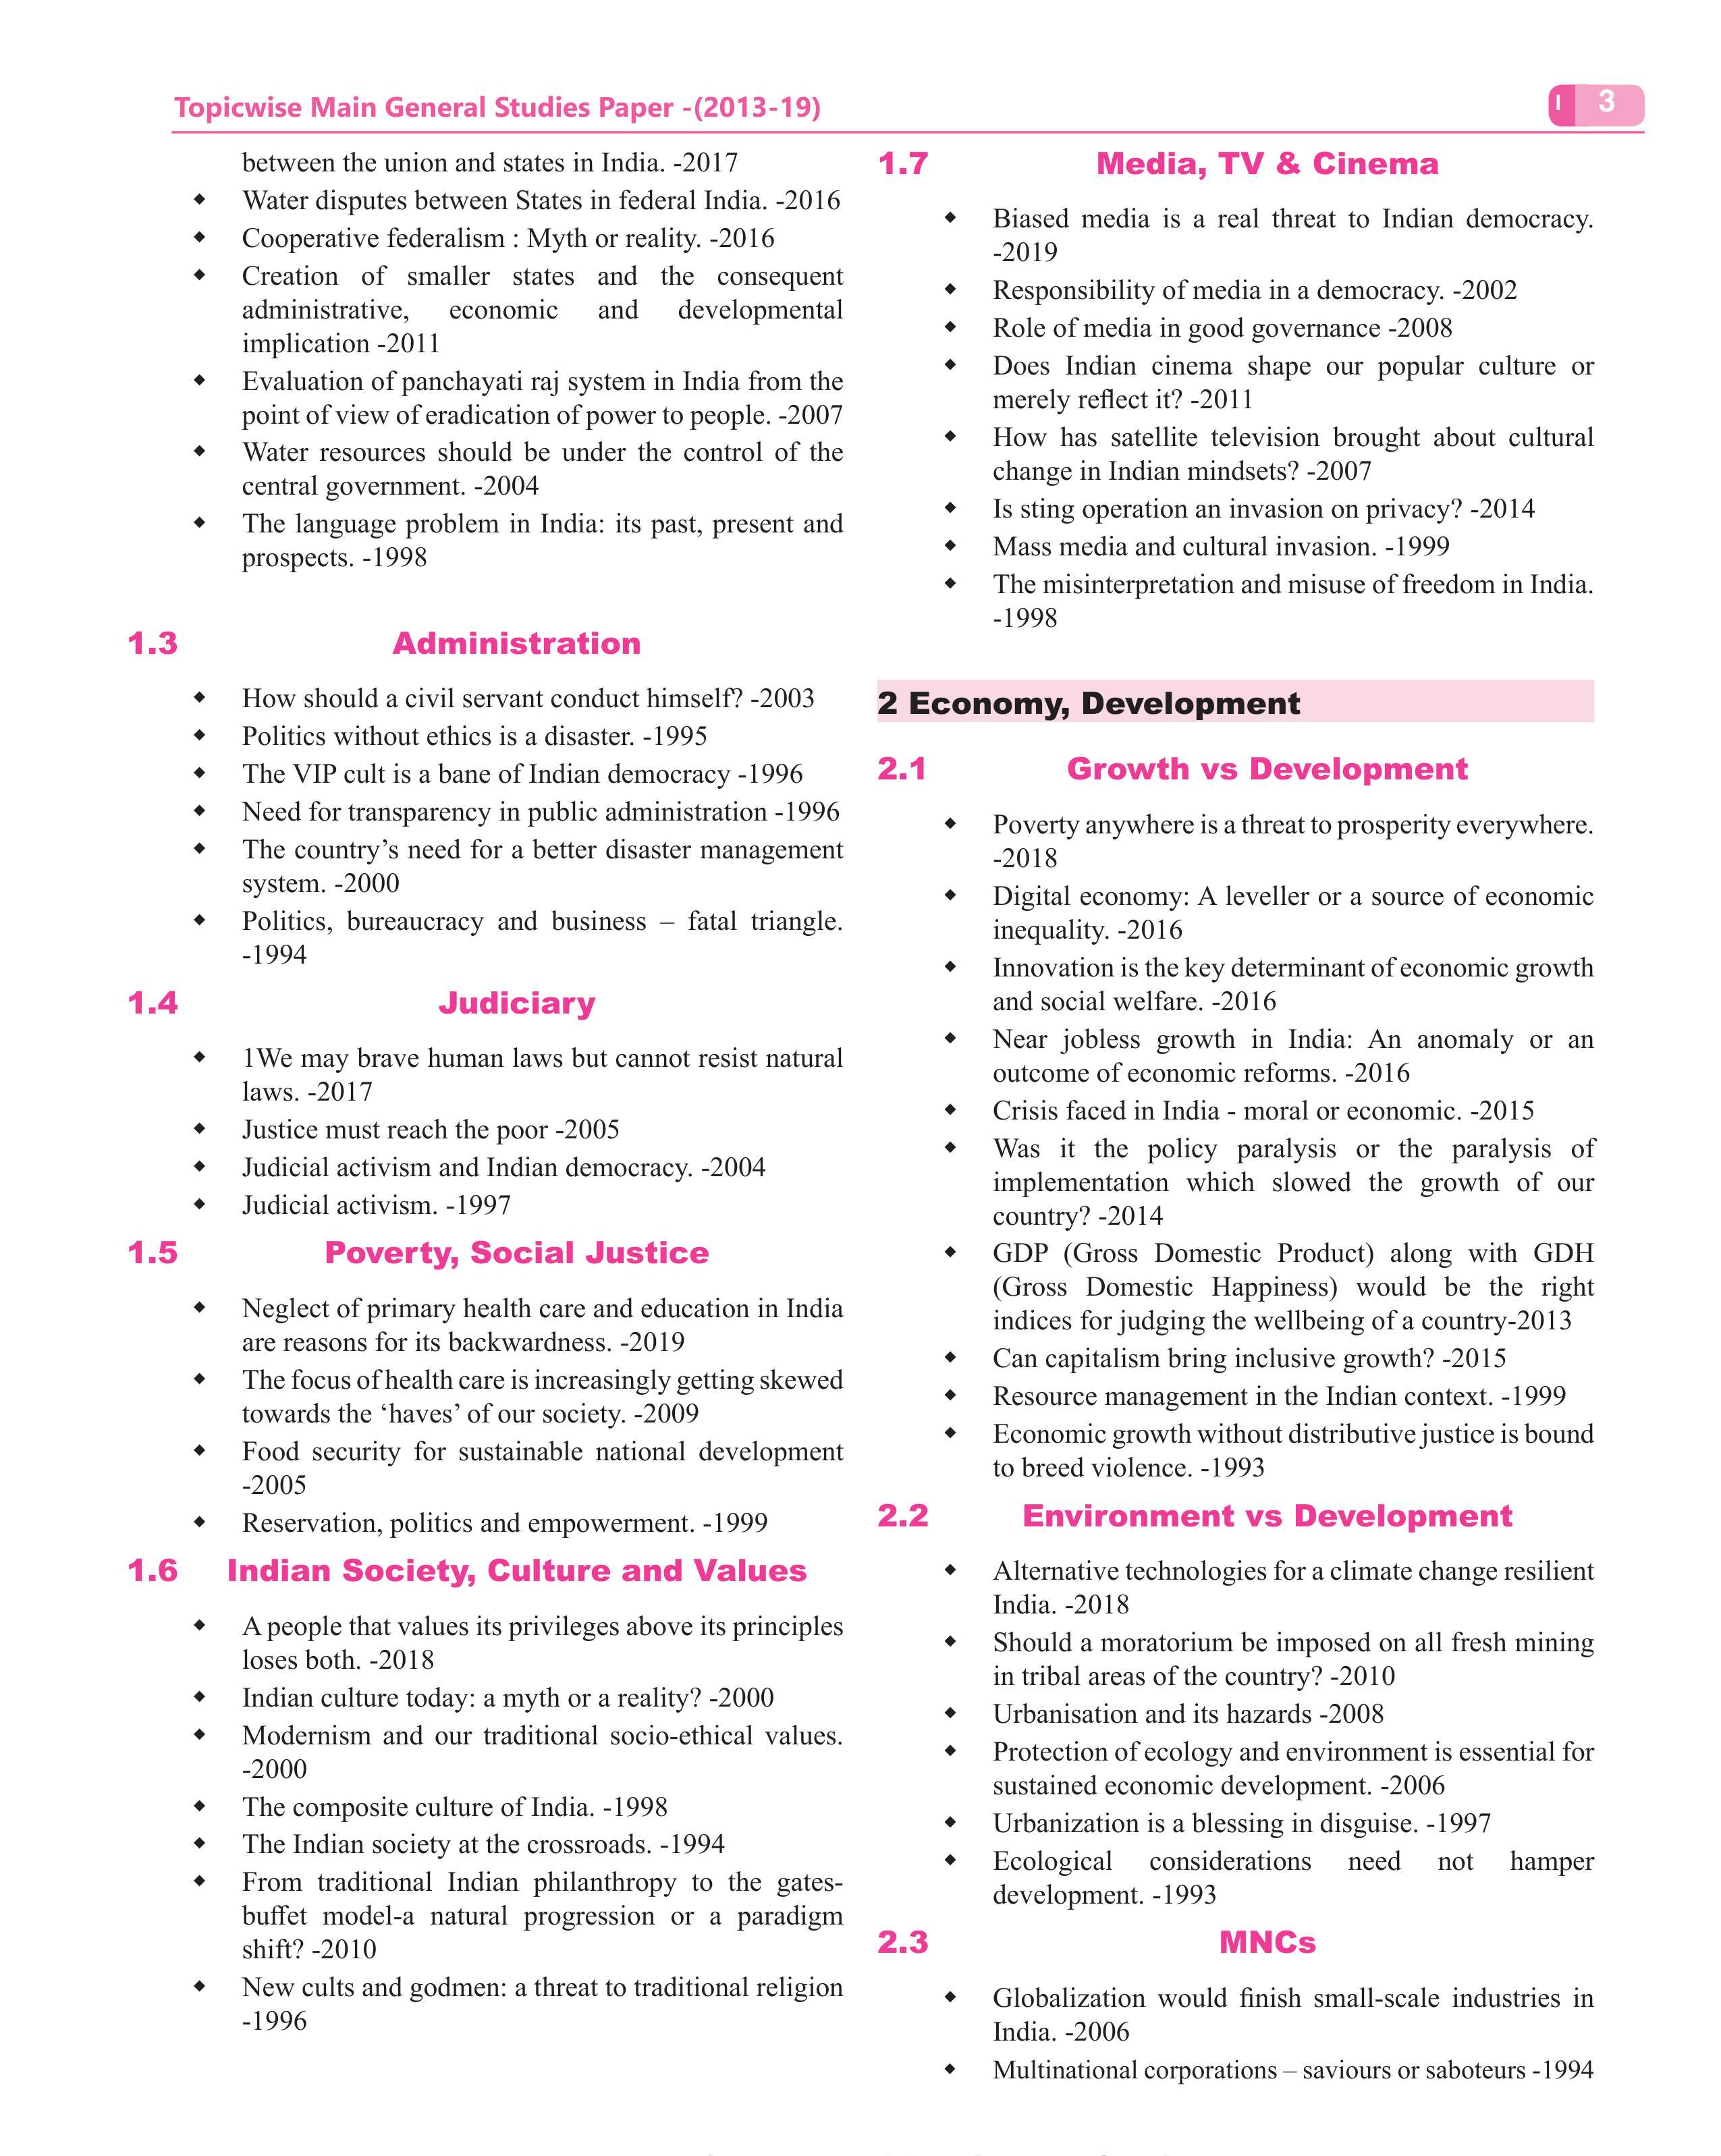 Topicwise Main General Studies Paper -(2013-19)
I 3
between the union and states in India. -2017
◆ Water disputes between States in federal India. -2016
◆ Cooperative federalism : Myth or reality. -2016
◆ Creation of smaller states and the consequent
administrative, economic and developmental
implication -2011
◆ Evaluation of panchayati raj system in India from the
point of view of eradication of power to people. -2007
◆ Water resources should be under the control of the
central government. -2004
◆ The language problem in India: its past, present and
prospects. -1998
1.3 Administration
◆ How should a civil servant conduct himself? -2003
◆ Politics without ethics is a disaster. -1995
◆ The VIP cult is a bane of Indian democracy -1996
◆ Need for transparency in public administration -1996
◆ The country’s need for a better disaster management
system. -2000
◆ Politics, bureaucracy and business – fatal triangle.
-1994
1.4 Judiciary
◆ 1We may brave human laws but cannot resist natural
laws. -2017
◆ Justice must reach the poor -2005
◆ Judicial activism and Indian democracy. -2004
◆ Judicial activism. -1997
1.5 Poverty, Social Justice
◆ Neglect of primary health care and education in India
are reasons for its backwardness. -2019
◆ The focus of health care is increasingly getting skewed
towards the ‘haves’ of our society. -2009
◆ Food security for sustainable national development
-2005
◆ Reservation, politics and empowerment. -1999
1.6 Indian Society, Culture and Values
◆ A people that values its privileges above its principles
loses both. -2018
◆ Indian culture today: a myth or a reality? -2000
◆ Modernism and our traditional socio-ethical values.
-2000
◆ The composite culture of India. -1998
◆ The Indian society at the crossroads. -1994
◆ From traditional Indian philanthropy to the gates-
buffet model-a natural progression or a paradigm
shift? -2010
◆ New cults and godmen: a threat to traditional religion
-1996
1.7 Media, TV & Cinema
◆ Biased media is a real threat to Indian democracy.
-2019
◆ Responsibility of media in a democracy. -2002
◆ Role of media in good governance -2008
◆ Does Indian cinema shape our popular culture or
merely reflect it? -2011
◆ How has satellite television brought about cultural
change in Indian mindsets? -2007
◆ Is sting operation an invasion on privacy? -2014
◆ Mass media and cultural invasion. -1999
◆ The misinterpretation and misuse of freedom in India.
-1998
2 Economy, Development
2.1 Growth vs Development
◆ Poverty anywhere is a threat to prosperity everywhere.
-2018
◆ Digital economy: A leveller or a source of economic
inequality. -2016
◆ Innovation is the key determinant of economic growth
and social welfare. -2016
◆ Near jobless growth in India: An anomaly or an
outcome of economic reforms. -2016
◆ Crisis faced in India - moral or economic. -2015
◆ Was it the policy paralysis or the paralysis of
implementation which slowed the growth of our
country? -2014
◆ GDP (Gross Domestic Product) along with GDH
(Gross Domestic Happiness) would be the right
indices for judging the wellbeing of a country-2013
◆ Can capitalism bring inclusive growth? -2015
◆ Resource management in the Indian context. -1999
◆ Economic growth without distributive justice is bound
to breed violence. -1993
2.2 Environment vs Development
◆ Alternative technologies for a climate change resilient
India. -2018
◆ Should a moratorium be imposed on all fresh mining
in tribal areas of the country? -2010
◆ Urbanisation and its hazards -2008
◆ Protection of ecology and environment is essential for
sustained economic development. -2006
◆ Urbanization is a blessing in disguise. -1997
◆ Ecological considerations need not hamper
development. -1993
2.3 MNCs
◆ Globalization would finish small-scale industries in
India. -2006
◆ Multinational corporations – saviours or saboteurs -1994